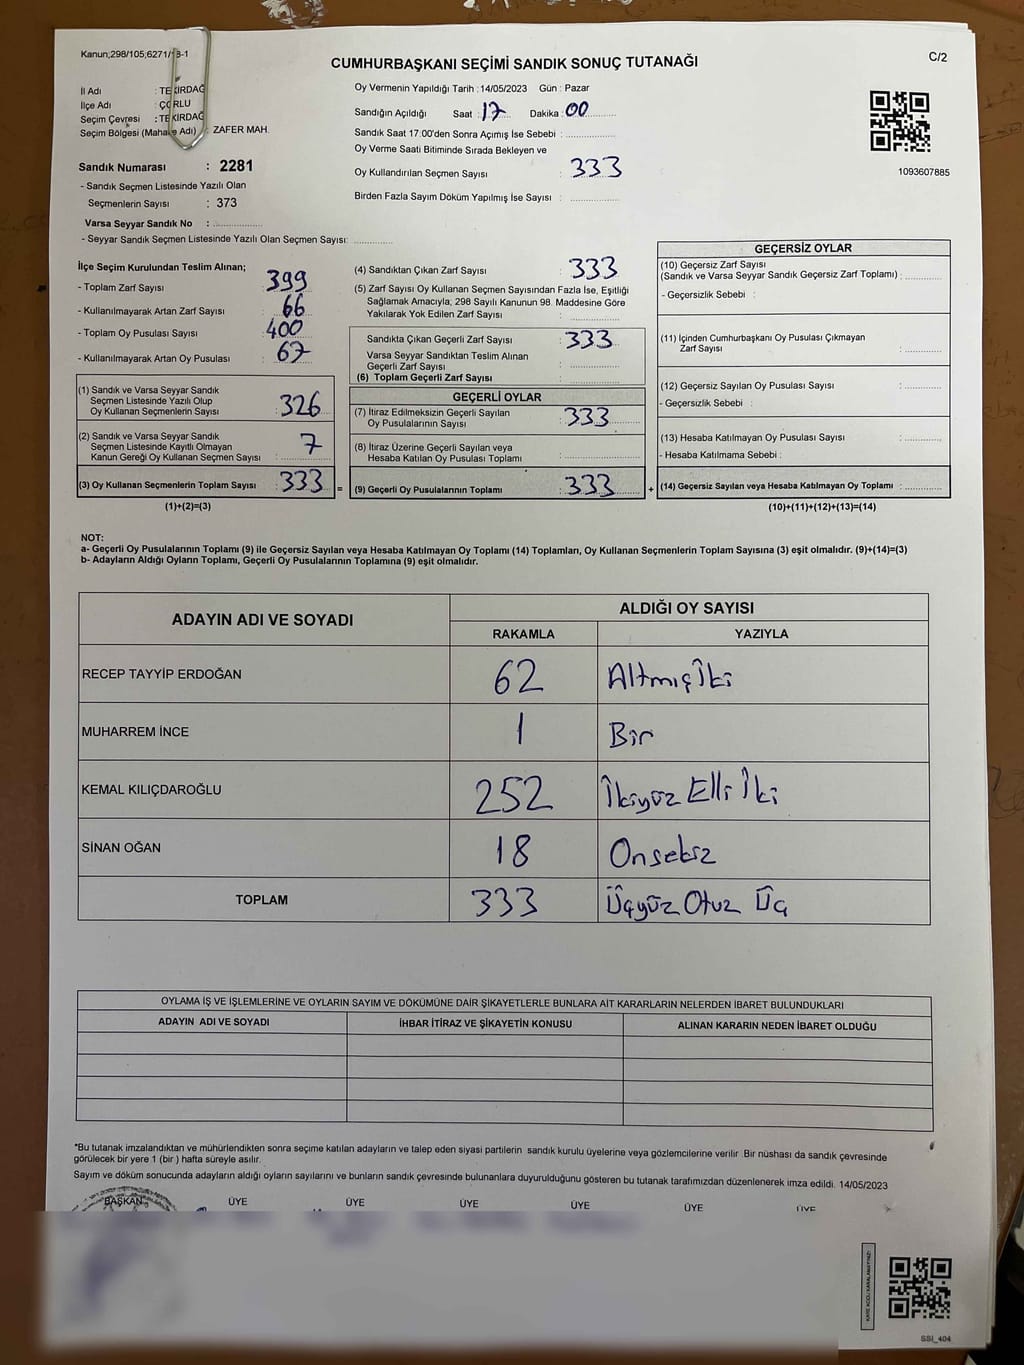 Kanun;298/105;6271/18-1
CUMHURBAŞKANI SEÇİMİ SANDIK SONUÇ TUTANAĞI
C/2
İl Adı : TEKİRDAĞ
İlçe Adı : ÇORLU
Seçim Çevresi : TEKİRDAĞ
Seçim Bölgesi (Mahalle Adı) : ZAFER MAH.
Sandık Numarası : 2281
- Sandık Seçmen Listesinde Yazılı Olan
Seçmenlerin Sayısı : 373
Varsa Seyyar Sandık No :
- Seyyar Sandık Seçmen Listesinde Yazılı Olan Seçmen Sayısı:
Oy Vermenin Yapıldığı Tarih : 14/05/2023 Gün : Pazar
Sandığın Açıldığı Saat : 17 Dakika : 00
Sandık Saat 17:00'den Sonra Açımış İse Sebebi :
Oy Verme Saati Bitiminde Sırada Bekleyen ve
Oy Kullandırılan Seçmen Sayısı : 333
Birden Fazla Sayım Döküm Yapılmış İse Sayısı :
1093607885
İlçe Seçim Kurulundan Teslim Alınan;
- Toplam Zarf Sayısı : 399
- Kullanılmayarak Artan Zarf Sayısı : 66
- Toplam Oy Pusulası Sayısı : 400
- Kullanılmayarak Artan Oy Pusulası : 67
(1) Sandık ve Varsa Seyyar Sandık
Seçmen Listesinde Yazılı Olup
Oy Kullanan Seçmenlerin Sayısı : 326
(2) Sandık ve Varsa Seyyar Sandık
Seçmen Listesinde Kayıtlı Olmayan
Kanun Gereği Oy Kullanan Seçmen Sayısı : 7
(3) Oy Kullanan Seçmenlerin Toplam Sayısı : 333 =
(1)+(2)=(3)
(4) Sandıktan Çıkan Zarf Sayısı : 333
(5) Zarf Sayısı Oy Kullanan Seçmen Sayısından Fazla İse, Eşitliği
Sağlamak Amacıyla; 298 Sayılı Kanunun 98. Maddesine Göre
Yakılarak Yok Edilen Zarf Sayısı :
Sandıkta Çıkan Geçerli Zarf Sayısı : 333
Varsa Seyyar Sandıktan Teslim Alınan
Geçerli Zarf Sayısı :
(6) Toplam Geçerli Zarf Sayısı :
GEÇERLİ OYLAR
(7) İtiraz Edilmeksizin Geçerli Sayılan
Oy Pusulalarının Sayısı : 333
(8) İtiraz Üzerine Geçerli Sayılan veya
Hesaba Katılan Oy Pusulası Toplamı :
(9) Geçerli Oy Pusulalarının Toplamı : 333 +
GEÇERSİZ OYLAR
(10) Geçersiz Zarf Sayısı
(Sandık ve Varsa Seyyar Sandık Geçersiz Zarf Toplamı) :
- Geçersizlik Sebebi :
(11) İçinden Cumhurbaşkanı Oy Pusulası Çıkmayan
Zarf Sayısı :
(12) Geçersiz Sayılan Oy Pusulası Sayısı :
- Geçersizlik Sebebi :
(13) Hesaba Katılmayan Oy Pusulası Sayısı :
- Hesaba Katılmama Sebebi :
(14) Geçersiz Sayılan veya Hesaba Katılmayan Oy Toplamı :
(10)+(11)+(12)+(13)=(14)
NOT:
a- Geçerli Oy Pusulalarının Toplamı (9) ile Geçersiz Sayılan veya Hesaba Katılmayan Oy Toplamı (14) Toplamları, Oy Kullanan Seçmenlerin Toplam Sayısına (3) eşit olmalıdır. (9)+(14)=(3)
b- Adayların Aldığı Oyların Toplamı, Geçerli Oy Pusulalarının Toplamına (9) eşit olmalıdır.
ADAYIN ADI VE SOYADI ALDIĞI OY SAYISI
RAKAMLA YAZIYLA
RECEP TAYYİP ERDOĞAN 62 Altmış İki
MUHARREM İNCE 1 Bir
KEMAL KILIÇDAROĞLU 252 İkiyüz Elli İki
SİNAN OĞAN 18 Onsekiz
TOPLAM 333 Üçyüz Otuz Üç
OYLAMA İŞ VE İŞLEMLERİNE VE OYLARIN SAYIM VE DÖKÜMÜNE DAİR ŞİKAYETLERLE BUNLARA AİT KARARLARIN NELERDEN İBARET BULUNDUKLARI
ADAYIN ADI VE SOYADI İHBAR İTİRAZ VE ŞİKAYETİN KONUSU ALINAN KARARIN NEDEN İBARET OLDUĞU
*Bu tutanak imzalandıktan ve mühürlendikten sonra seçime katılan adayların ve talep eden siyasi partilerin sandık kurulu üyelerine veya gözlemcilerine verilir .Bir nüshası da sandık çevresinde
görülecek bir yere 1 (bir ) hafta süreyle asılır.
Sayım ve döküm sonucunda adayların aldığı oyların sayılarını ve bunların sandık çevresinde bulunanlara duyurulduğunu gösteren bu tutanak tarafımızdan düzenlenerek imza edildi. 14/05/2023
BAŞKAN ÜYE ÜYE ÜYE ÜYE ÜYE ÜYE
KARE KODU KARALAMAYINIZ!
SSI_404